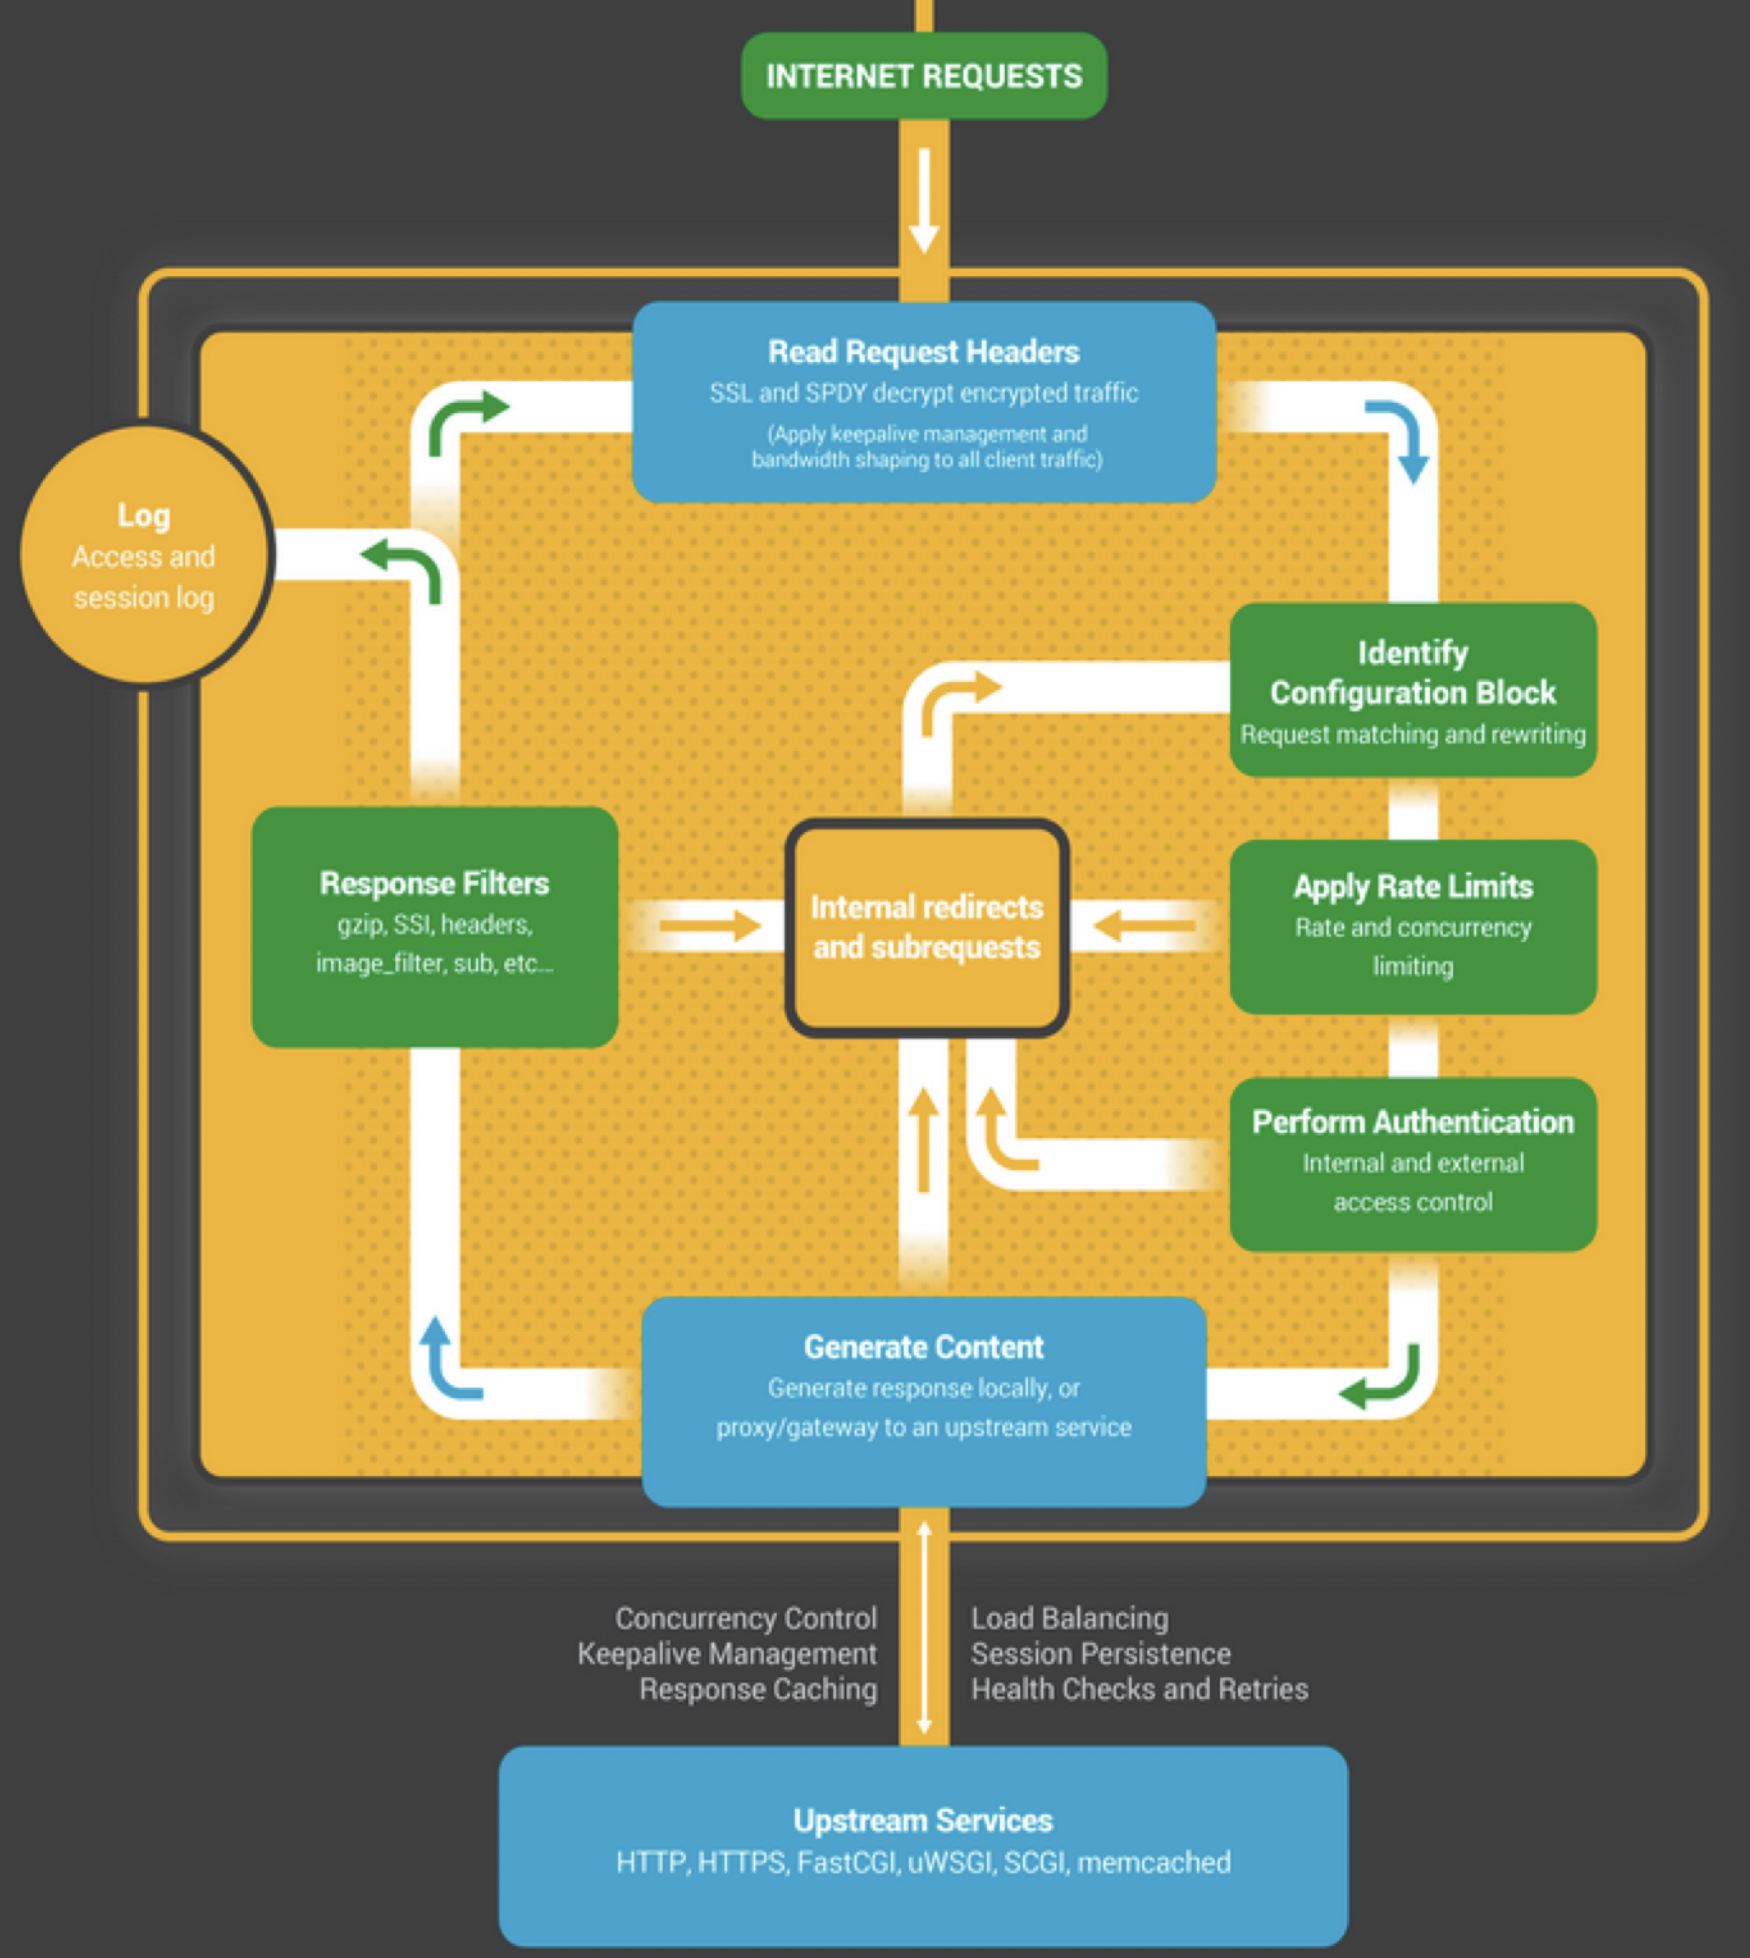 INTERNET REQUESTS
Read Request Headers
SSL and SPDY decrypt encrypted traffic
(Apply keepalive management and
bandwidth shaping to all client traffic)
Log
Access and
session log
Identify
Configuration Block
Request matching and rewriting
Response Filters
gzip, SSI, headers,
image_filter, sub, etc...
Internal redirects
and subrequests
Apply Rate Limits
Rate and concurrency
limiting
Perform Authentication
Internal and external
access control
Generate Content
Generate response locally, or
proxy/gateway to an upstream service
Concurrency Control
Keepalive Management
Response Caching
Load Balancing
Session Persistence
Health Checks and Retries
Upstream Services
HTTP, HTTPS, FastCGI, uWSGI, SCGI, memcached